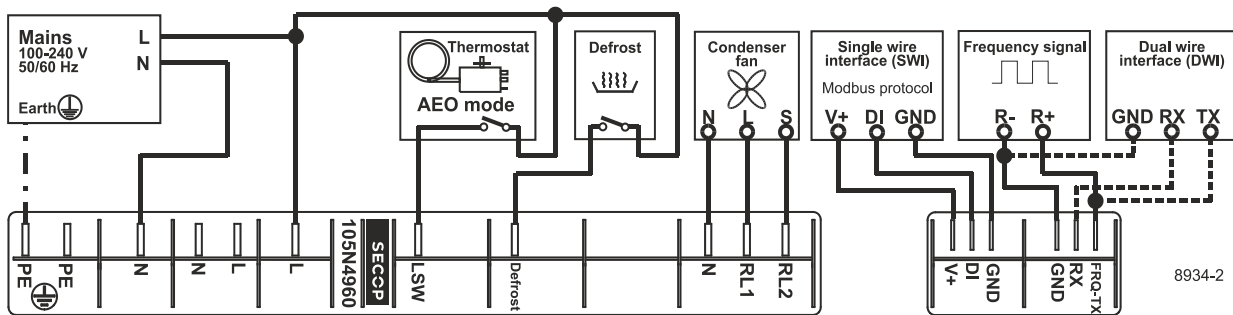 Mains
100-240 V
50/60 Hz
L
N
Earth
Thermostat
AEO mode
Defrost
Condenser
fan
N L S
Single wire
interface (SWI)
Modbus protocol
V+ DI GND
Frequency signal
R- R+
Dual wire
interface (DWI)
GND RX TX
PE
PE
N
N
L
L
105N4960
SECOP
LSW
Defrost
N
RL1
RL2
V+
DI
GND
GND
RX
FRQ-TX
8934-2